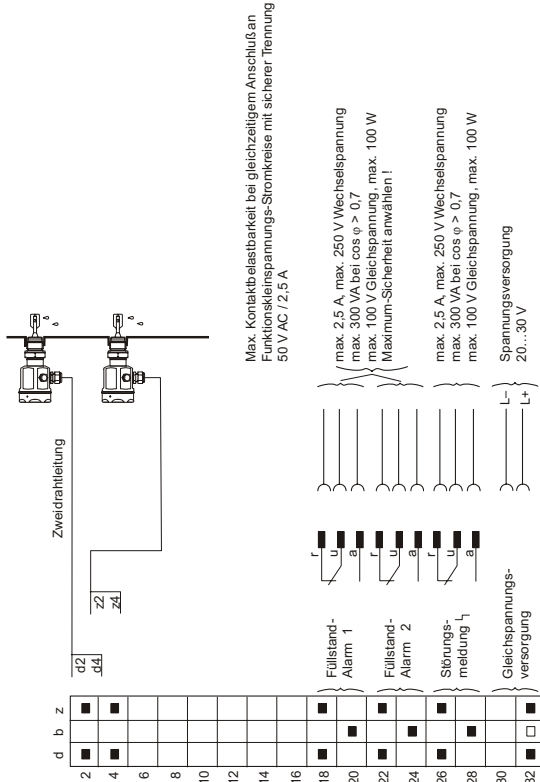 Zweidrahtleitung
d2
d4
z2
z4
Max. Kontaktbelastbarkeit bei gleichzeitigem Anschluß an
Funktionskleinspannungs-Stromkreise mit sicherer Trennung
50 V AC / 2,5 A
d b z
2
4
6
8
10
12
14
16
18
20
22
24
26
28
30
32
Füllstand-
Alarm 1
r
u
a
max. 2,5 A, max. 250 V Wechselspannung
max. 300 VA bei cos φ > 0,7
max. 100 V Gleichspannung, max. 100 W
Maximum-Sicherheit anwählen !
Füllstand-
Alarm 2
r
u
a
Störungs-
meldung
r
u
a
max. 2,5 A, max. 250 V Wechselspannung
max. 300 VA bei cos φ > 0,7
max. 100 V Gleichspannung, max. 100 W
Gleichspannungs-
versorgung
L–
L+
Spannungsversorgung
20...30 V